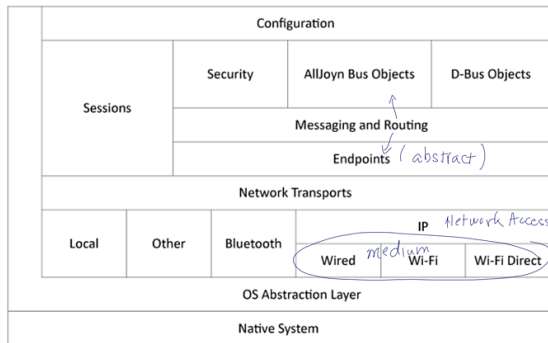 Configuration
Security
AllJoyn Bus Objects
D-Bus Objects
Sessions
Messaging and Routing
Endpoints (abstract)
Network Transports
IP Network Access
Local
Other
Bluetooth
medium
Wired
Wi-Fi
Wi-Fi Direct
OS Abstraction Layer
Native System